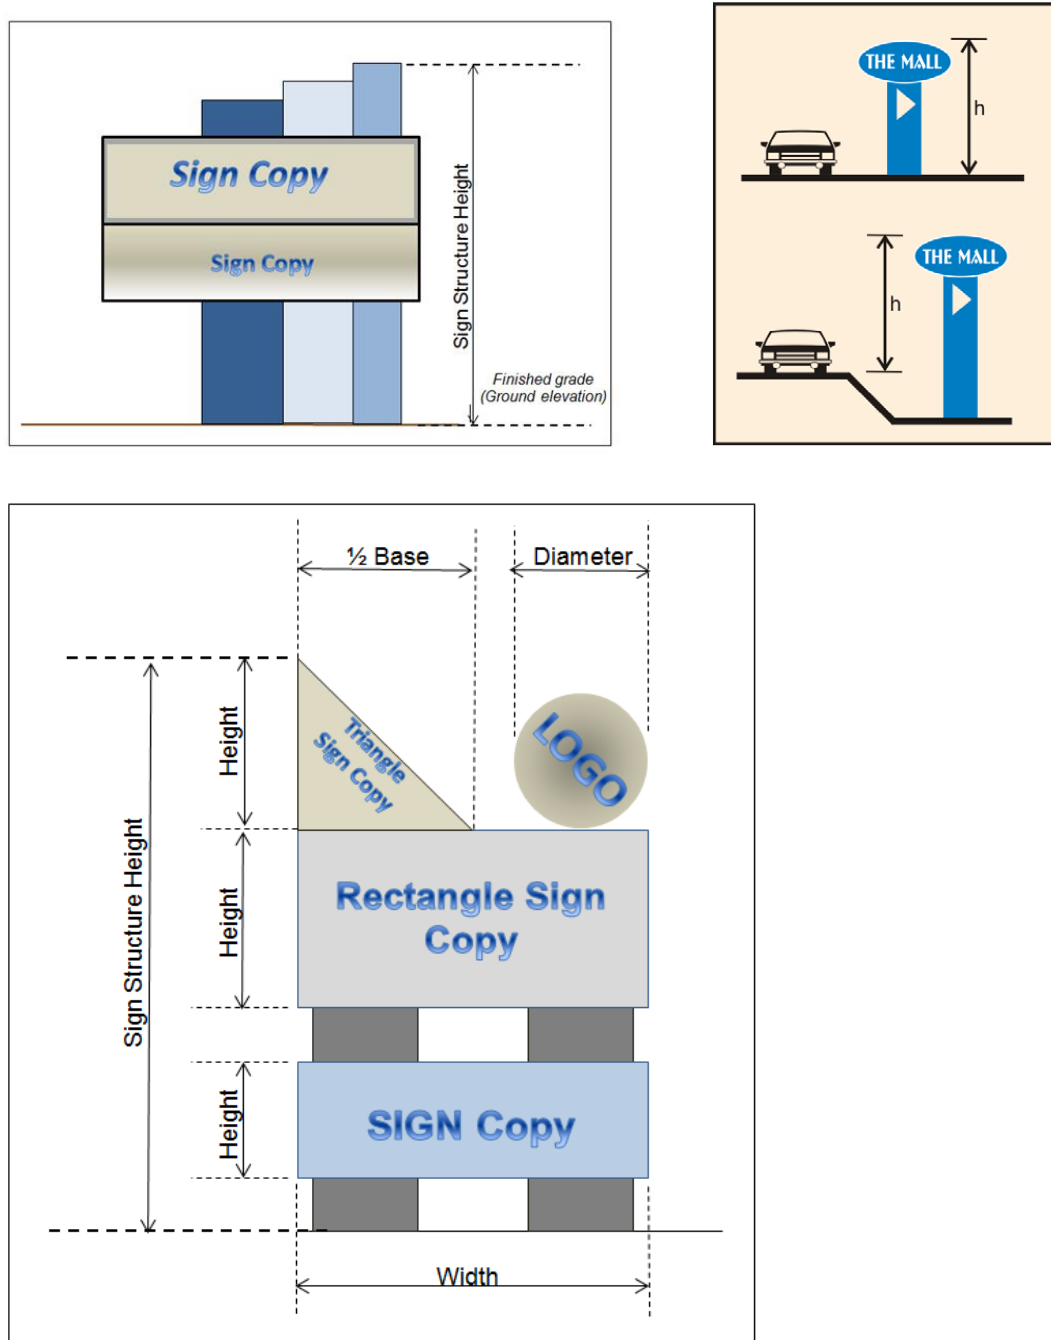 Sign Copy
Sign Copy
Sign Structure Height
Finished grade
(Ground elevation)
THE MALL
h
THE MALL
h
½ Base
Diameter
Height
Triangle
Sign Copy
LOGO
Sign Structure Height
Height
Rectangle Sign
Copy
Height
SIGN Copy
Width